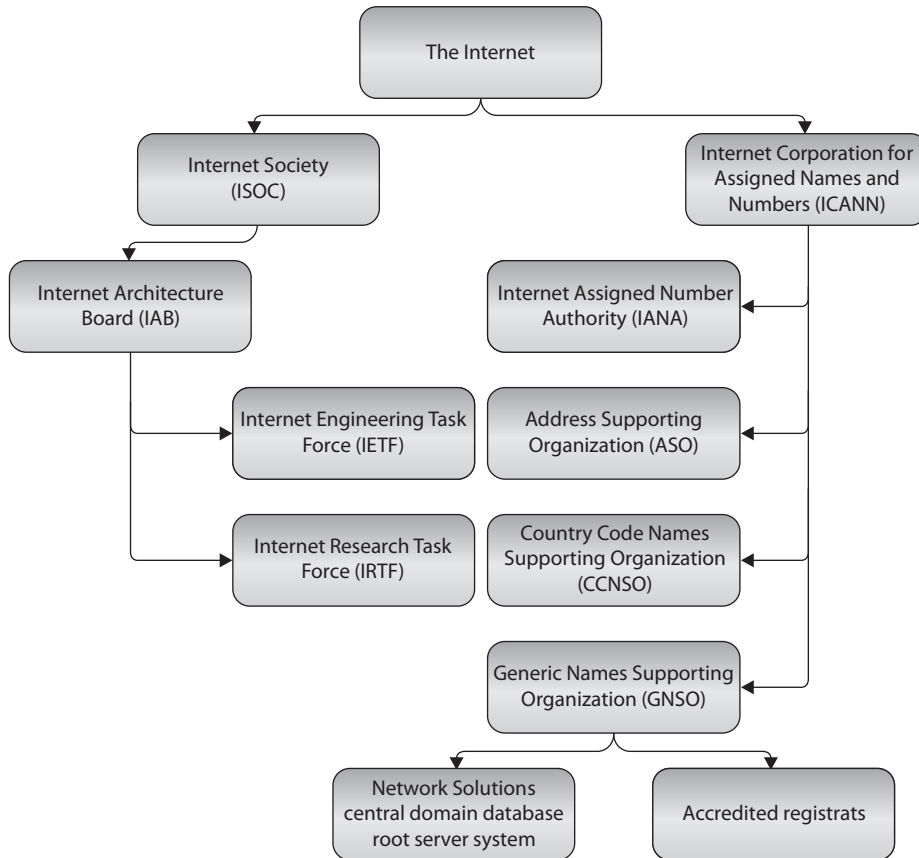 The Internet
Internet Society
(ISOC)
Internet Corporation for
Assigned Names and
Numbers (ICANN)
Internet Architecture
Board (IAB)
Internet Assigned Number
Authority (IANA)
Internet Engineering Task
Force (IETF)
Address Supporting
Organization (ASO)
Internet Research Task
Force (IRTF)
Country Code Names
Supporting Organization
(CCNSO)
Generic Names Supporting
Organization (GNSO)
Network Solutions
central domain database
root server system
Accredited registrats